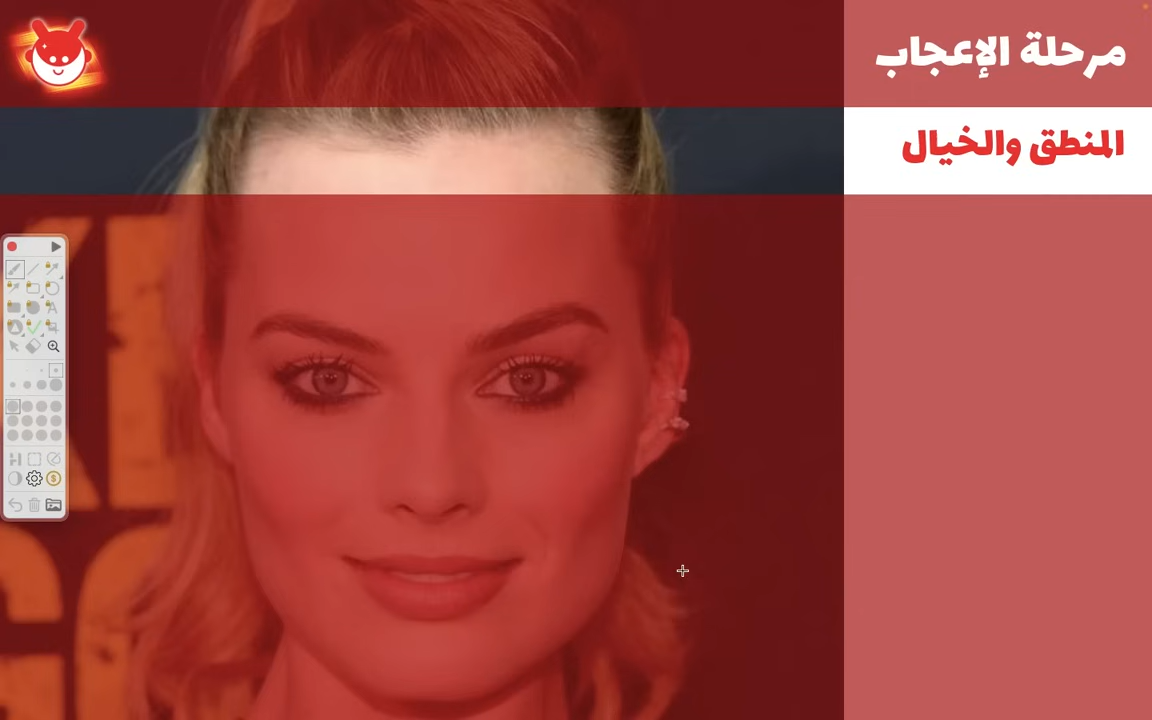 مرحلة الإعجاب
المنطق والخيال